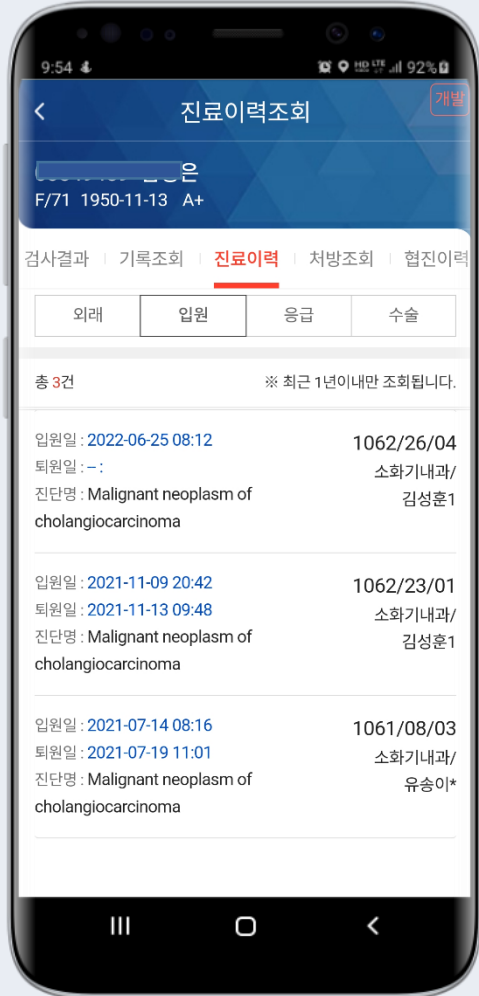 9:54
HD LTE 92%
진료이력조회
개발
은
F/71 1950-11-13 A+
검사결과 기록조회 진료이력 처방조회 협진이력
외래 입원 응급 수술
총 3건 ※ 최근 1년이내만 조회됩니다.
입원일 : 2022-06-25 08:12 1062/26/04
퇴원일 : – : 소화기내과/
진단명 : Malignant neoplasm of 김성훈1
cholangiocarcinoma
입원일 : 2021-11-09 20:42 1062/23/01
퇴원일 : 2021-11-13 09:48 소화기내과/
진단명 : Malignant neoplasm of 김성훈1
cholangiocarcinoma
입원일 : 2021-07-14 08:16 1061/08/03
퇴원일 : 2021-07-19 11:01 소화기내과/
진단명 : Malignant neoplasm of 유송이*
cholangiocarcinoma